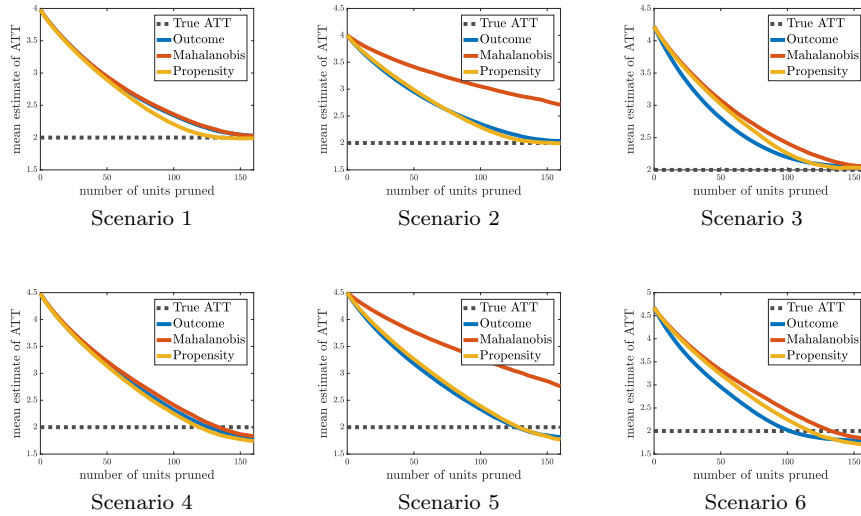 mean estimate of ATT
4
3.5
3
2.5
2
1.5
0
50
100
150
number of units pruned
True ATT
Outcome
Mahalanobis
Propensity
Scenario 1
mean estimate of ATT
4.5
4
3.5
3
2.5
2
1.5
0
50
100
150
number of units pruned
True ATT
Outcome
Mahalanobis
Propensity
Scenario 2
mean estimate of ATT
4.5
4
3.5
3
2.5
2
0
50
100
150
number of units pruned
True ATT
Outcome
Mahalanobis
Propensity
Scenario 3
mean estimate of ATT
4.5
4
3.5
3
2.5
2
1.5
0
50
100
150
number of units pruned
True ATT
Outcome
Mahalanobis
Propensity
Scenario 4
mean estimate of ATT
4.5
4
3.5
3
2.5
2
1.5
0
50
100
150
number of units pruned
True ATT
Outcome
Mahalanobis
Propensity
Scenario 5
mean estimate of ATT
5
4.5
4
3.5
3
2.5
2
1.5
0
50
100
150
number of units pruned
True ATT
Outcome
Mahalanobis
Propensity
Scenario 6